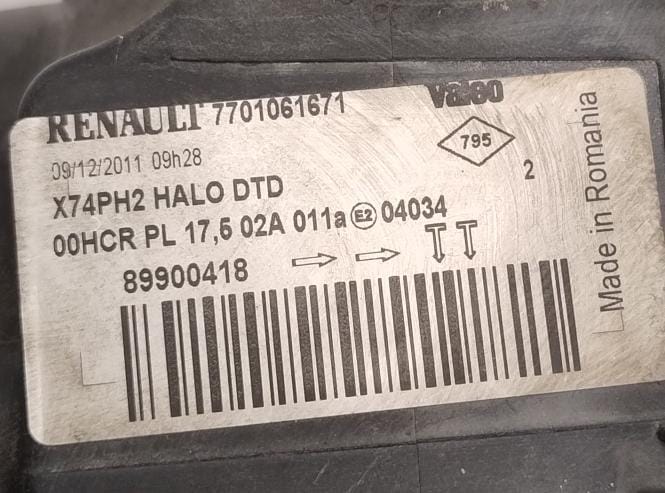 RENAULT 7701061671
Valeo
09/12/2011 09h28
795
2
X74PH2 HALO DTD
00HCR PL 17,5 02A 011a E2 04034
89900418
Made in Romania